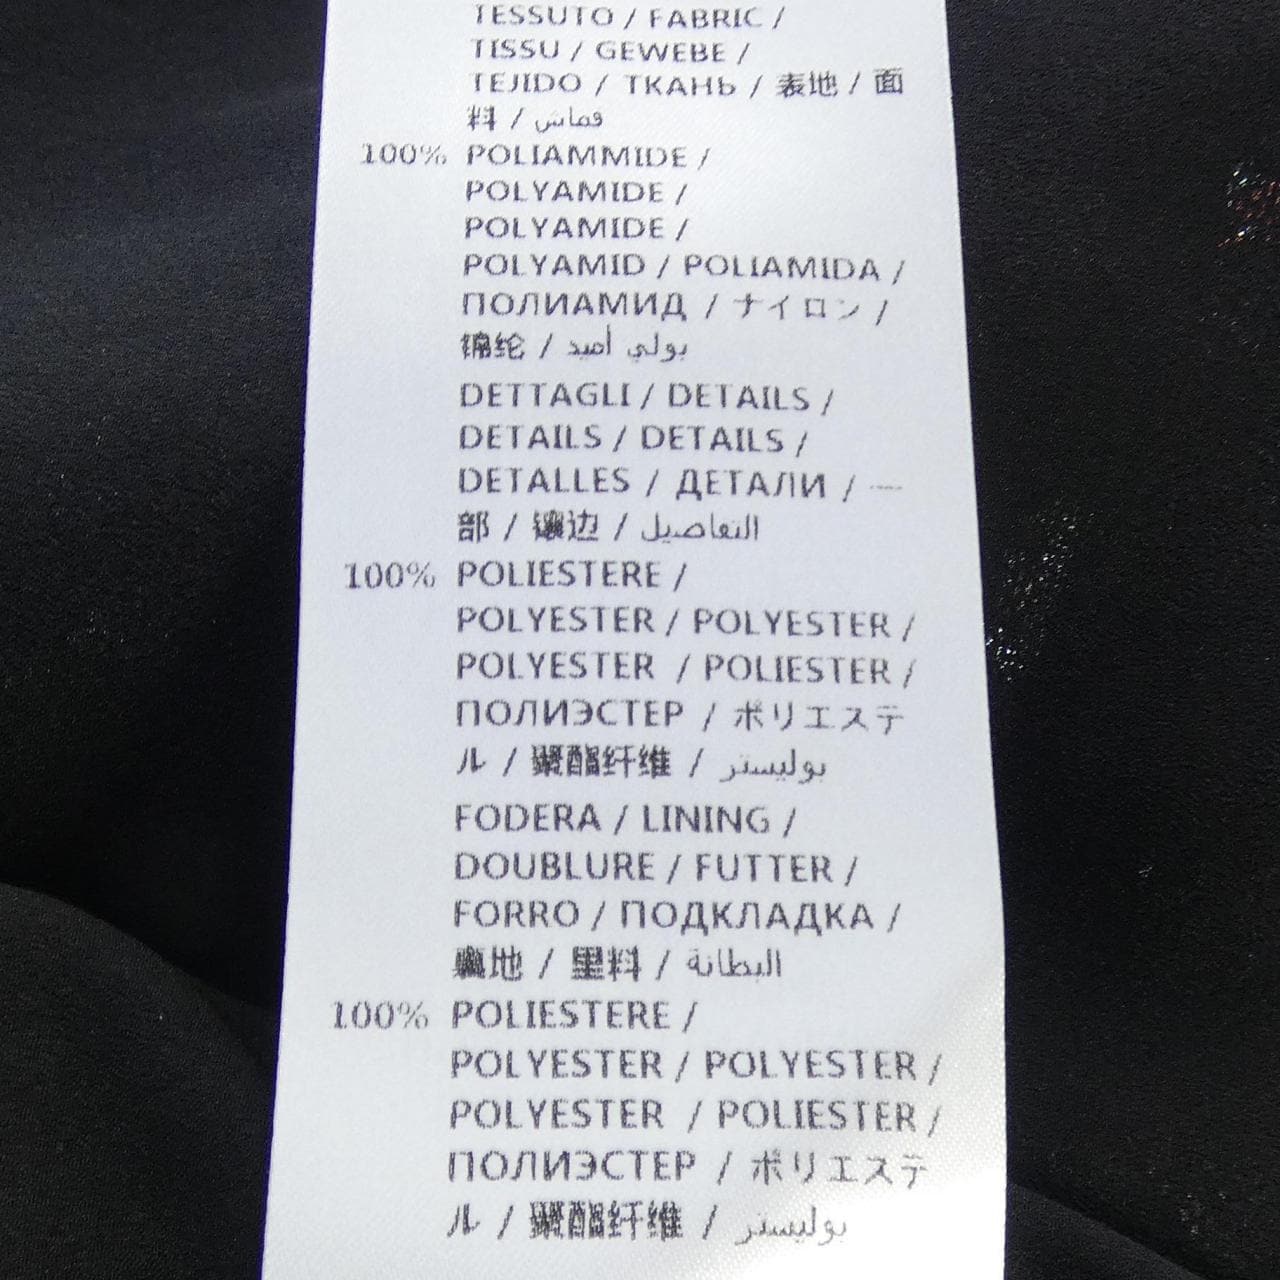 TESSUTO / FABRIC /
TISSU / GEWEBE /
TEJIDO / ТКАНЬ / 表地 / 面
料 / قماش
100% POLIAMMIDE /
POLYAMIDE /
POLYAMIDE /
POLYAMID / POLIAMIDA /
ПОЛИАМИД / ナイロン /
锦纶 / بولي أميد
DETTAGLI / DETAILS /
DETAILS / DETAILS /
DETALLES / ДЕТАЛИ / 一
部 / 镶边 / التفاصيل
100% POLIESTERE /
POLYESTER / POLYESTER /
POLYESTER / POLIESTER /
ПОЛИЭСТЕР / ポリエステ
ル / 聚酯纤维 / بوليستر
FODERA / LINING /
DOUBLURE / FUTTER /
FORRO / ПОДКЛАДКА /
裏地 / 里料 / البطانة
100% POLIESTERE /
POLYESTER / POLYESTER /
POLYESTER / POLIESTER /
ПОЛИЭСТЕР / ポリエステ
ル / 聚酯纤维 / بوليستر